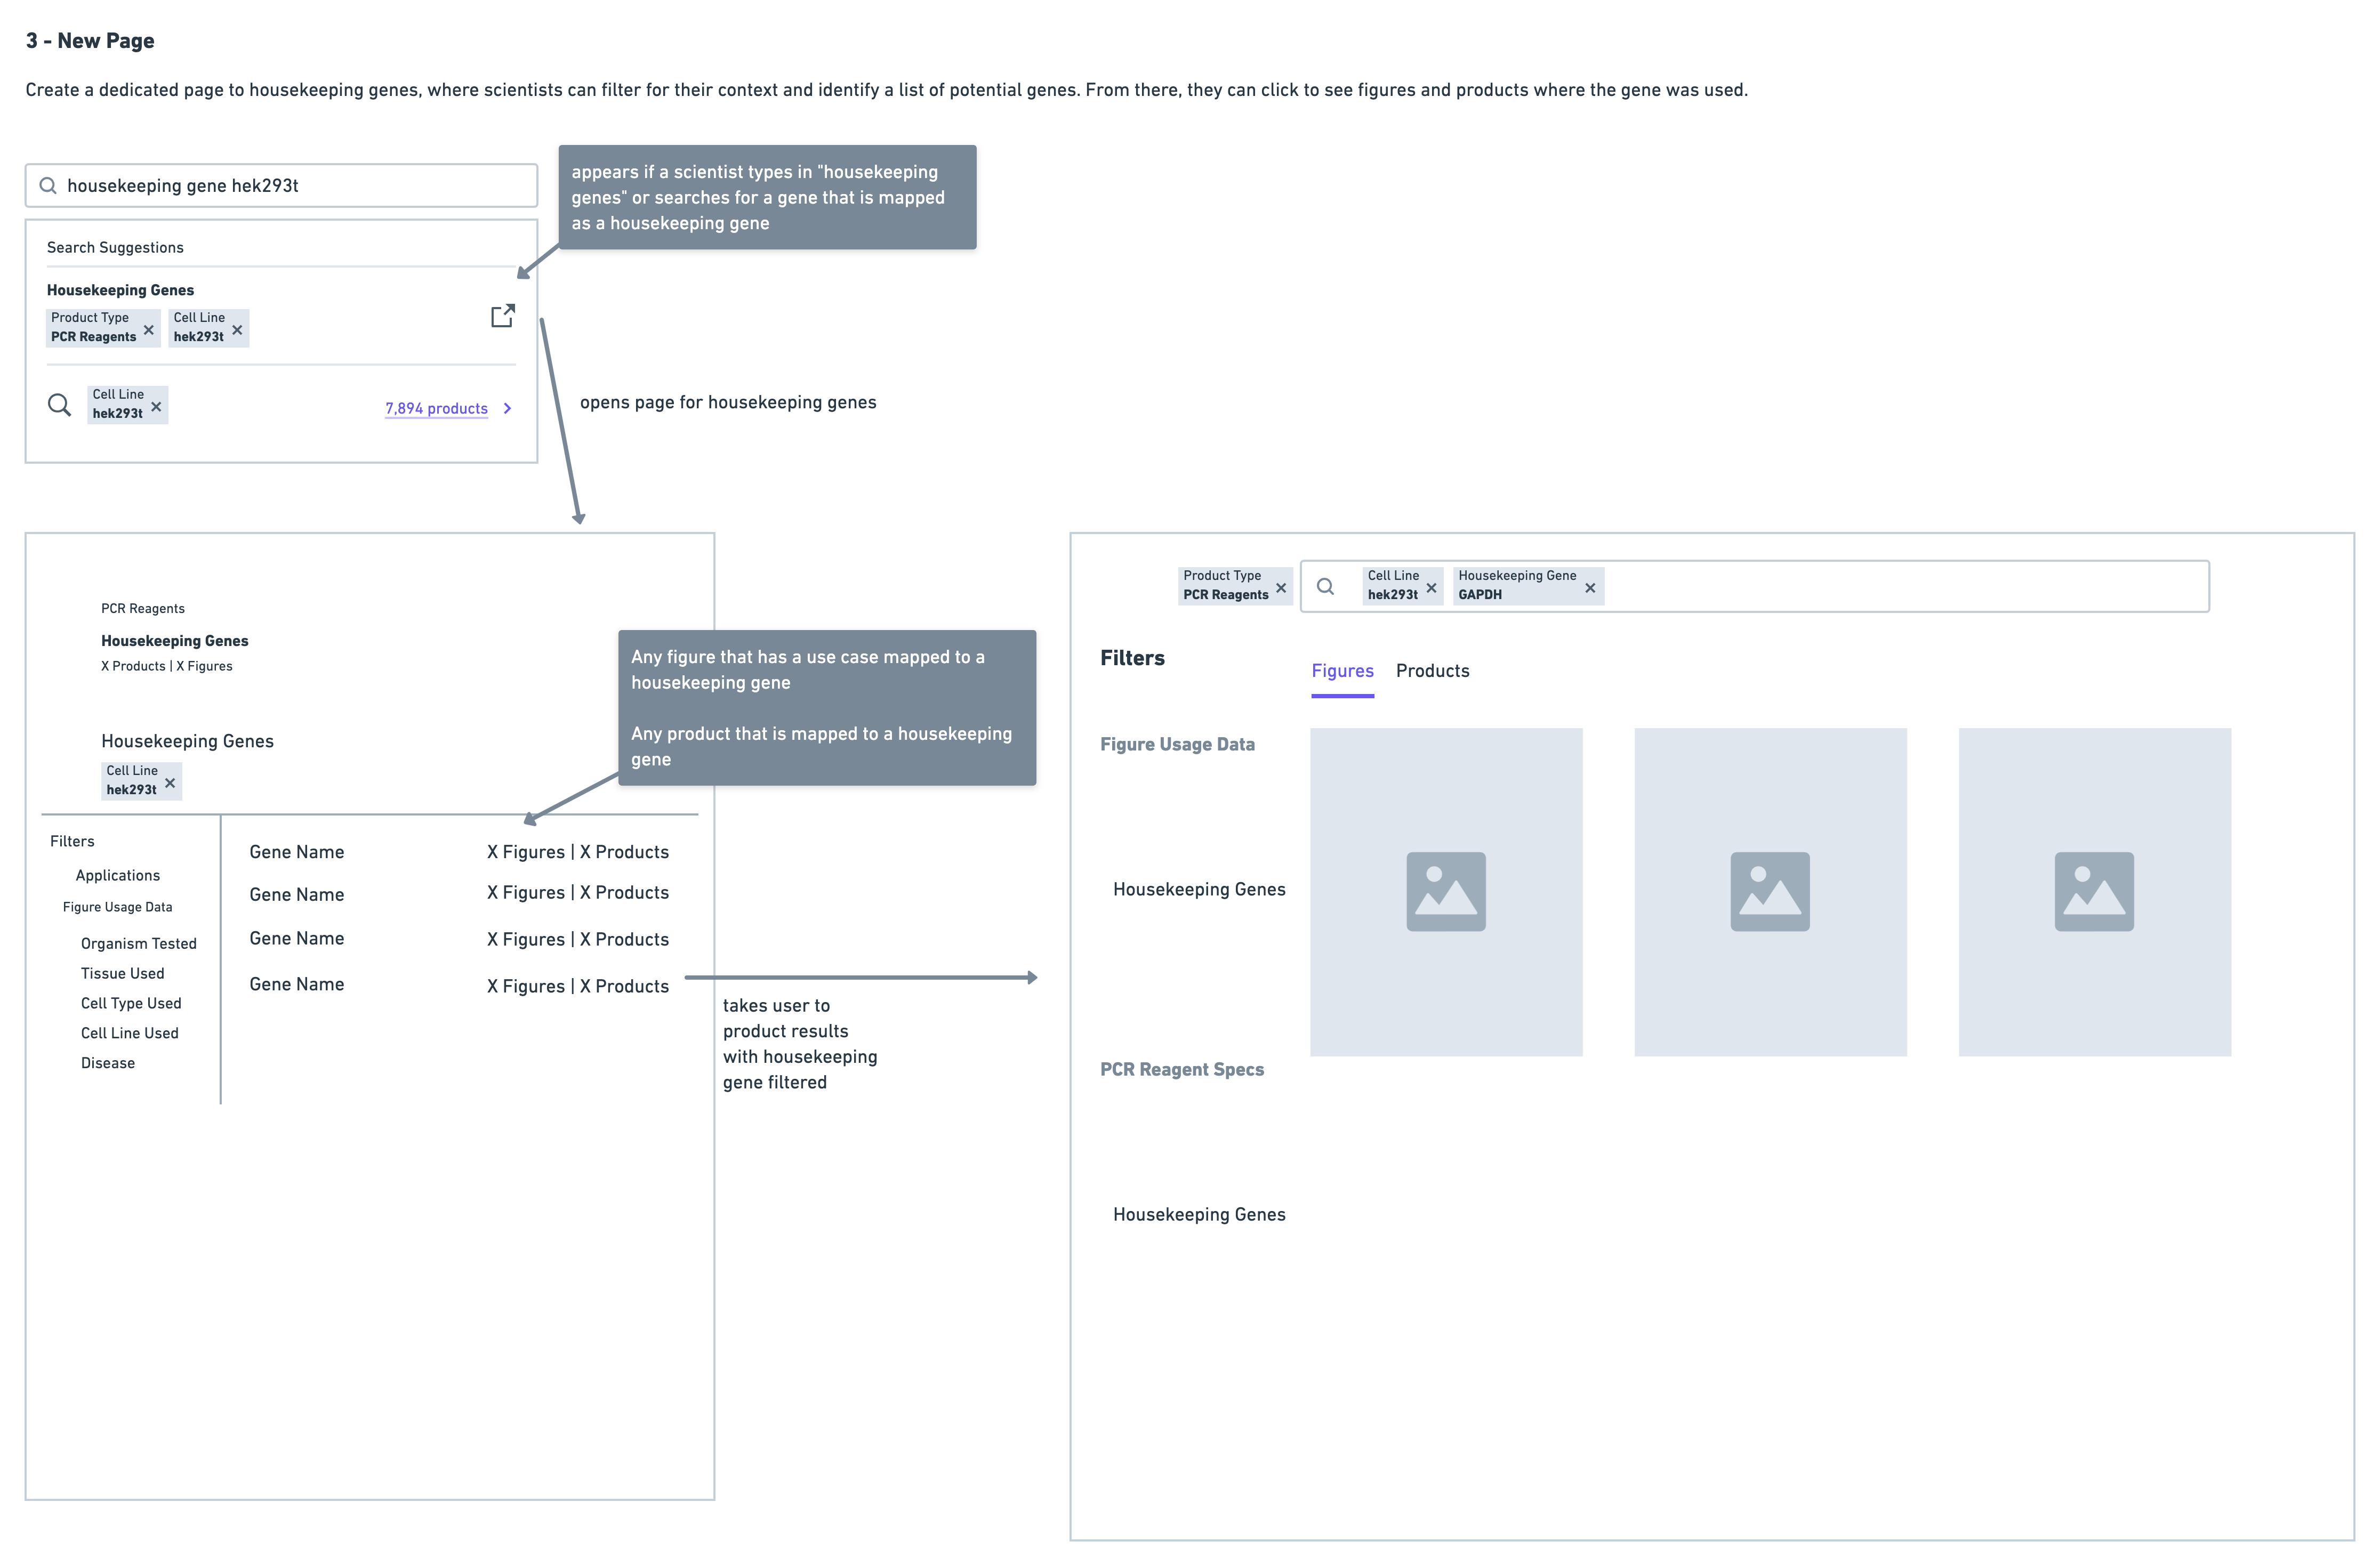 3 - New Page
Create a dedicated page to housekeeping genes, where scientists can filter for their context and identify a list of potential genes. From there, they can click to see figures and products where the gene was used.
housekeeping gene hek293t
appears if a scientist types in "housekeeping
genes" or searches for a gene that is mapped
as a housekeeping gene
Search Suggestions
Housekeeping Genes
Product Type
PCR Reagents
Cell Line
hek293t
Cell Line
hek293t
7,894 products
opens page for housekeeping genes
PCR Reagents
Housekeeping Genes
X Products | X Figures
Housekeeping Genes
Cell Line
hek293t
Any figure that has a use case mapped to a
housekeeping gene
Any product that is mapped to a housekeeping
gene
Filters
Applications
Figure Usage Data
Organism Tested
Tissue Used
Cell Type Used
Cell Line Used
Disease
Gene Name
X Figures | X Products
Gene Name
X Figures | X Products
Gene Name
X Figures | X Products
Gene Name
X Figures | X Products
takes user to
product results
with housekeeping
gene filtered
Product Type
PCR Reagents
Cell Line
hek293t
Housekeeping Gene
GAPDH
Filters
Figures
Products
Figure Usage Data
Housekeeping Genes
PCR Reagent Specs
Housekeeping Genes